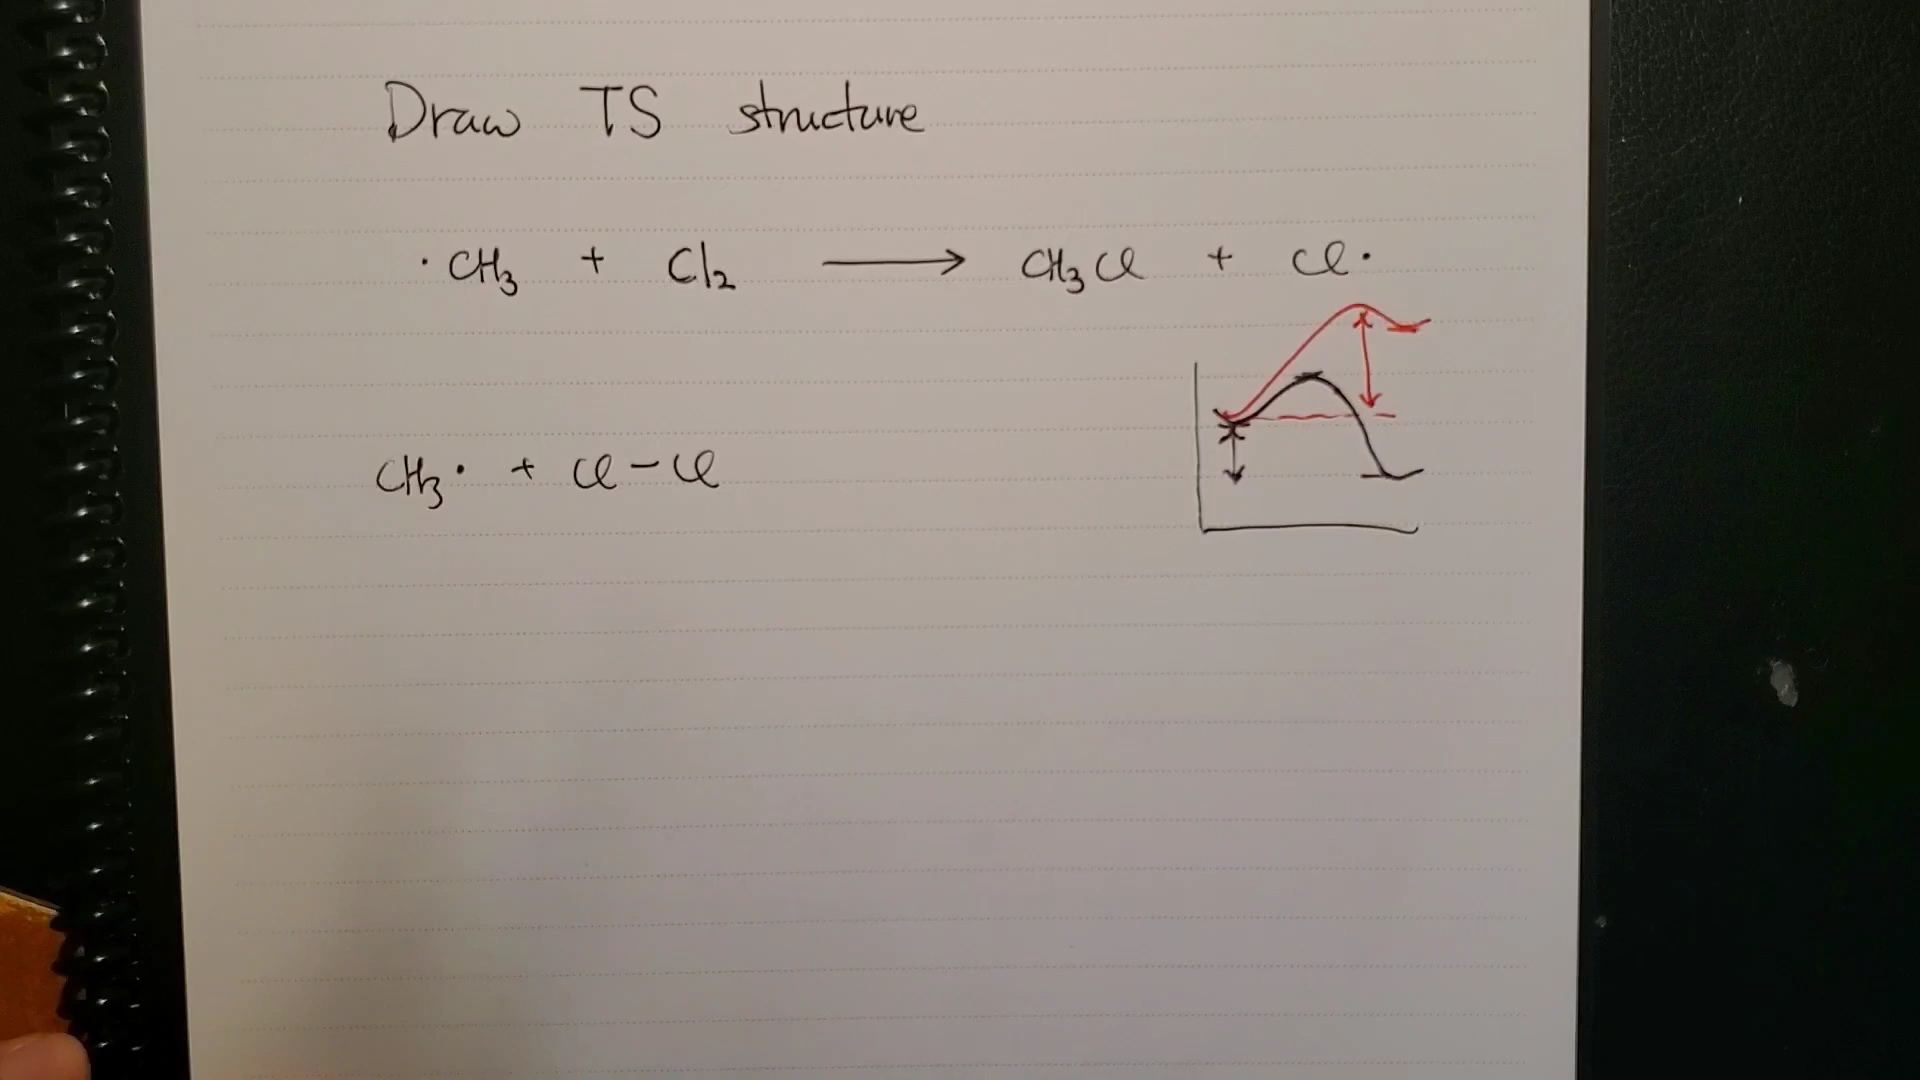 Draw TS structure
·CH₃ + Cl₂ ⟶ CH₃Cl + Cl·
CH₃· + Cl–Cl